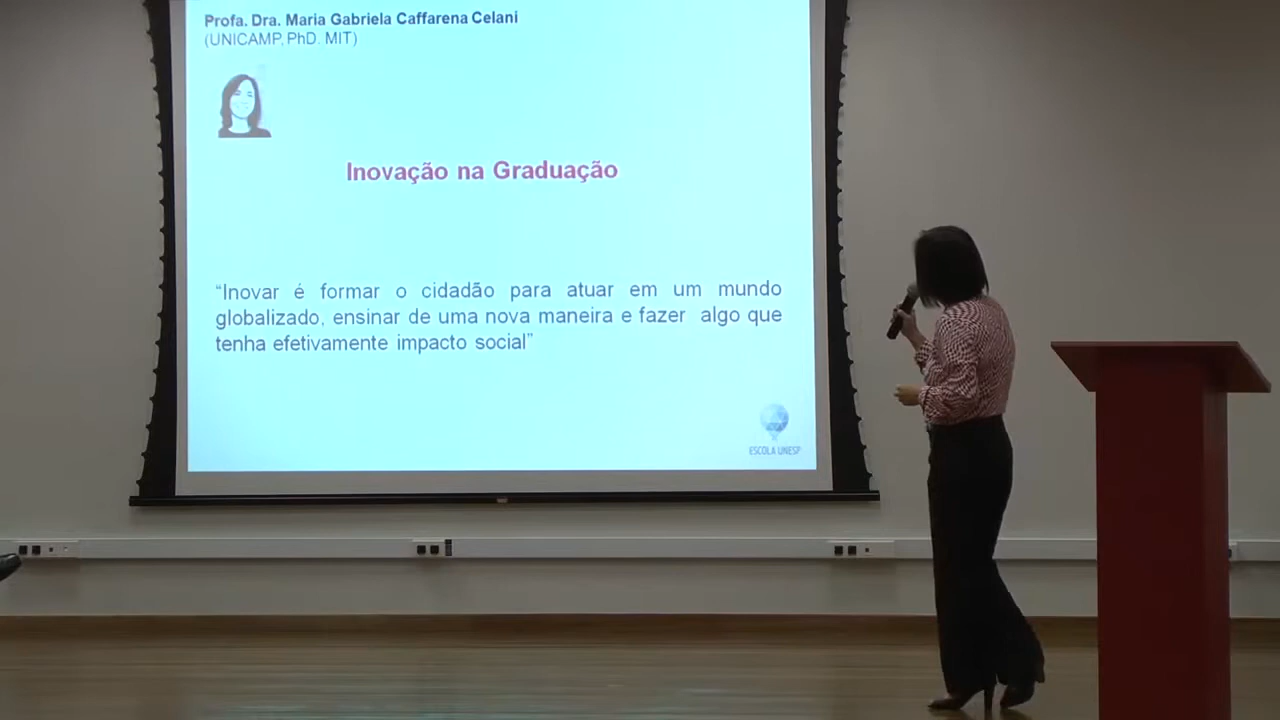 Profa. Dra. Maria Gabriela Caffarena Celani
(UNICAMP, PhD. MIT)
Inovação na Graduação
“Inovar é formar o cidadão para atuar em um mundo
globalizado, ensinar de uma nova maneira e fazer algo que
tenha efetivamente impacto social”
ESCOLA UNESP